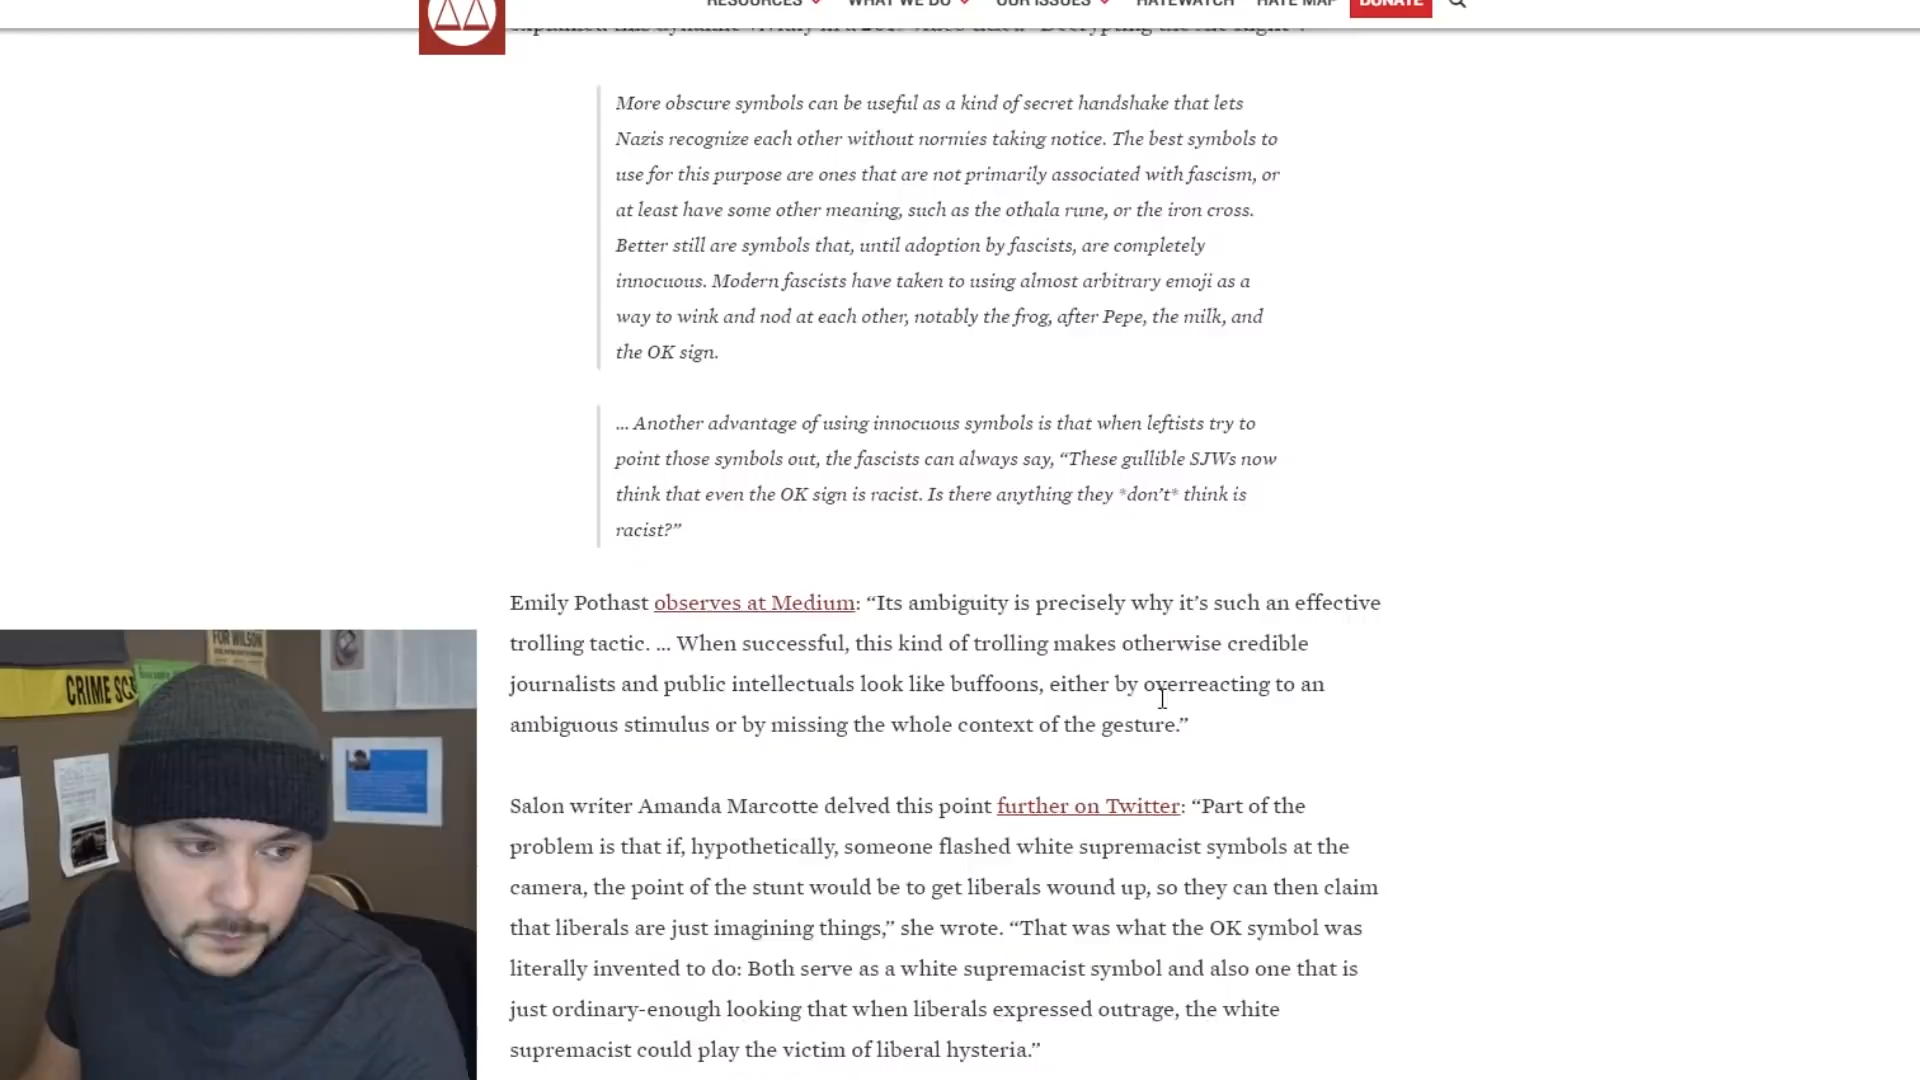 RESOURCES WHAT WE DO OUR ISSUES HATEWATCH HATE MAP DONATE
More obscure symbols can be useful as a kind of secret handshake that lets
Nazis recognize each other without normies taking notice. The best symbols to
use for this purpose are ones that are not primarily associated with fascism, or
at least have some other meaning, such as the othala rune, or the iron cross.
Better still are symbols that, until adoption by fascists, are completely
innocuous. Modern fascists have taken to using almost arbitrary emoji as a
way to wink and nod at each other, notably the frog, after Pepe, the milk, and
the OK sign.
... Another advantage of using innocuous symbols is that when leftists try to
point those symbols out, the fascists can always say, “These gullible SJWs now
think that even the OK sign is racist. Is there anything they *don’t* think is
racist?”
Emily Pothast observes at Medium: “Its ambiguity is precisely why it’s such an effective
trolling tactic. ... When successful, this kind of trolling makes otherwise credible
journalists and public intellectuals look like buffoons, either by overreacting to an
ambiguous stimulus or by missing the whole context of the gesture.”
Salon writer Amanda Marcotte delved this point further on Twitter: “Part of the
problem is that if, hypothetically, someone flashed white supremacist symbols at the
camera, the point of the stunt would be to get liberals wound up, so they can then claim
that liberals are just imagining things,” she wrote. “That was what the OK symbol was
literally invented to do: Both serve as a white supremacist symbol and also one that is
just ordinary-enough looking that when liberals expressed outrage, the white
supremacist could play the victim of liberal hysteria.”
FOR WILSON
CRIME SC